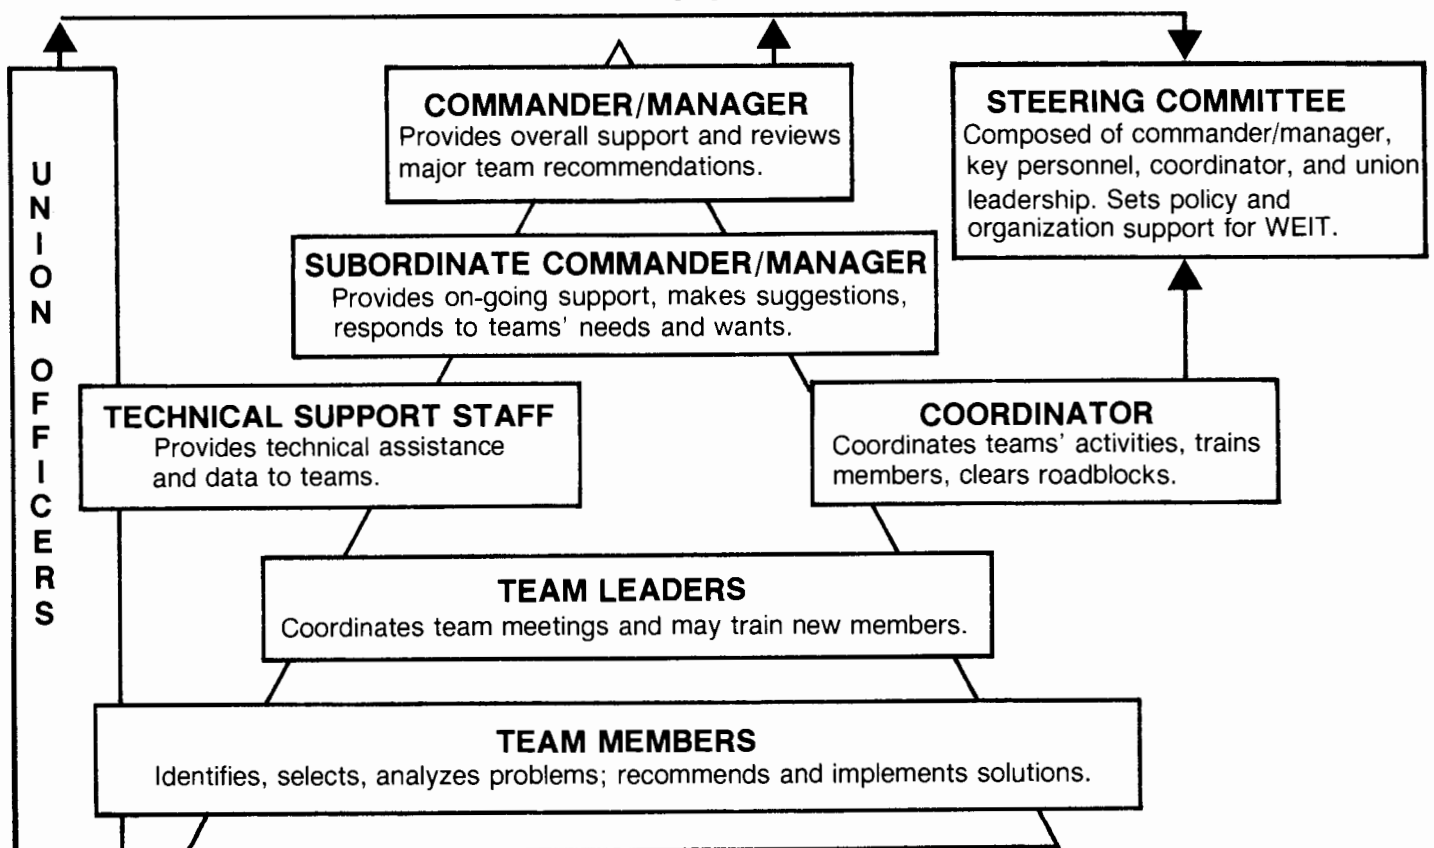 COMMANDER/MANAGER
Provides overall support and reviews
major team recommendations.
STEERING COMMITTEE
Composed of commander/manager,
key personnel, coordinator, and union
leadership. Sets policy and
organization support for WEIT.
UNION OFFICERS
SUBORDINATE COMMANDER/MANAGER
Provides on-going support, makes suggestions,
responds to teams' needs and wants.
TECHNICAL SUPPORT STAFF
Provides technical assistance
and data to teams.
COORDINATOR
Coordinates teams' activities, trains
members, clears roadblocks.
TEAM LEADERS
Coordinates team meetings and may train new members.
TEAM MEMBERS
Identifies, selects, analyzes problems; recommends and implements solutions.